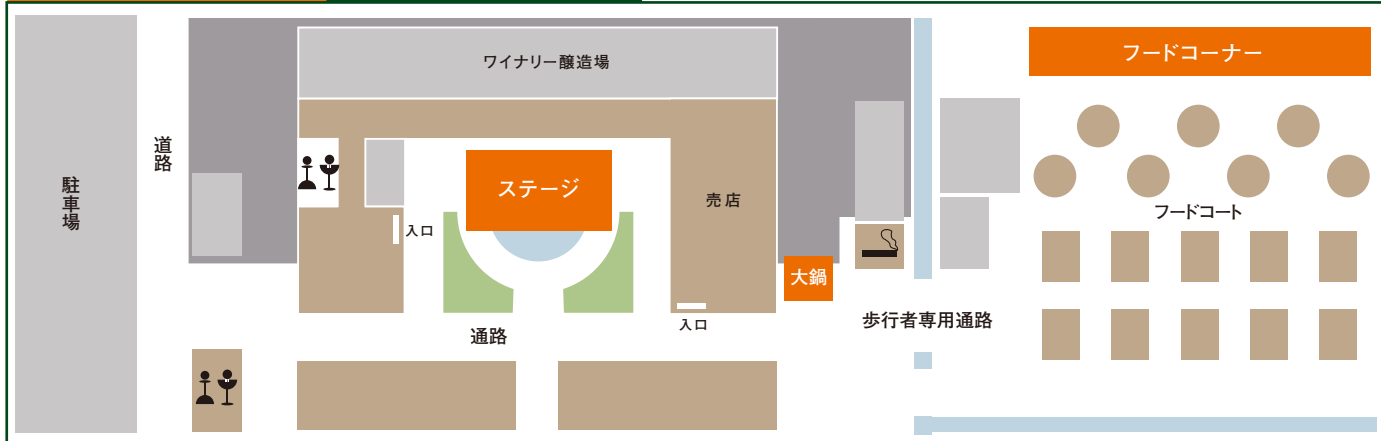 フードコーナー
ワイナリー醸造場
道路
駐車場
ステージ
売店
フードコート
入口
大鍋
歩行者専用通路
入口
通路